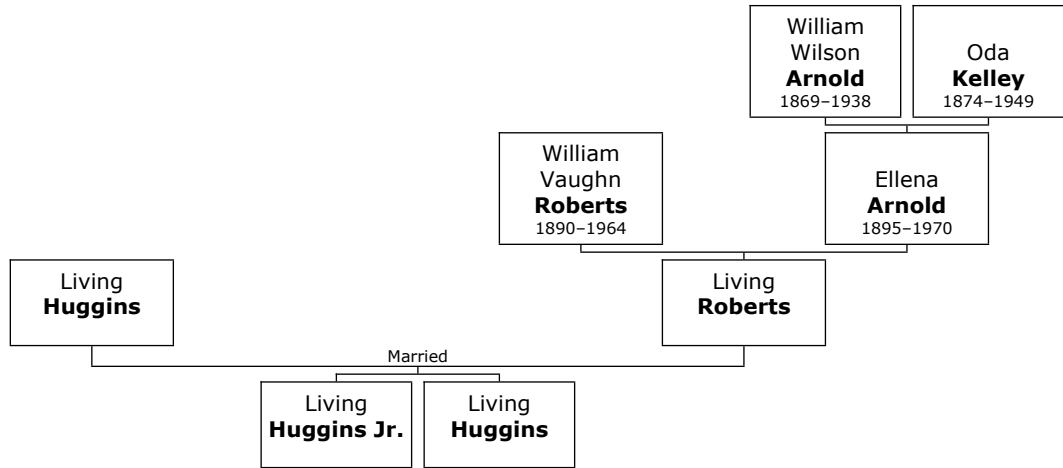 William
Wilson
Arnold
1869–1938
Oda
Kelley
1874–1949
William
Vaughn
Roberts
1890–1964
Ellena
Arnold
1895–1970
Living
Huggins
Living
Roberts
Married
Living
Huggins Jr.
Living
Huggins